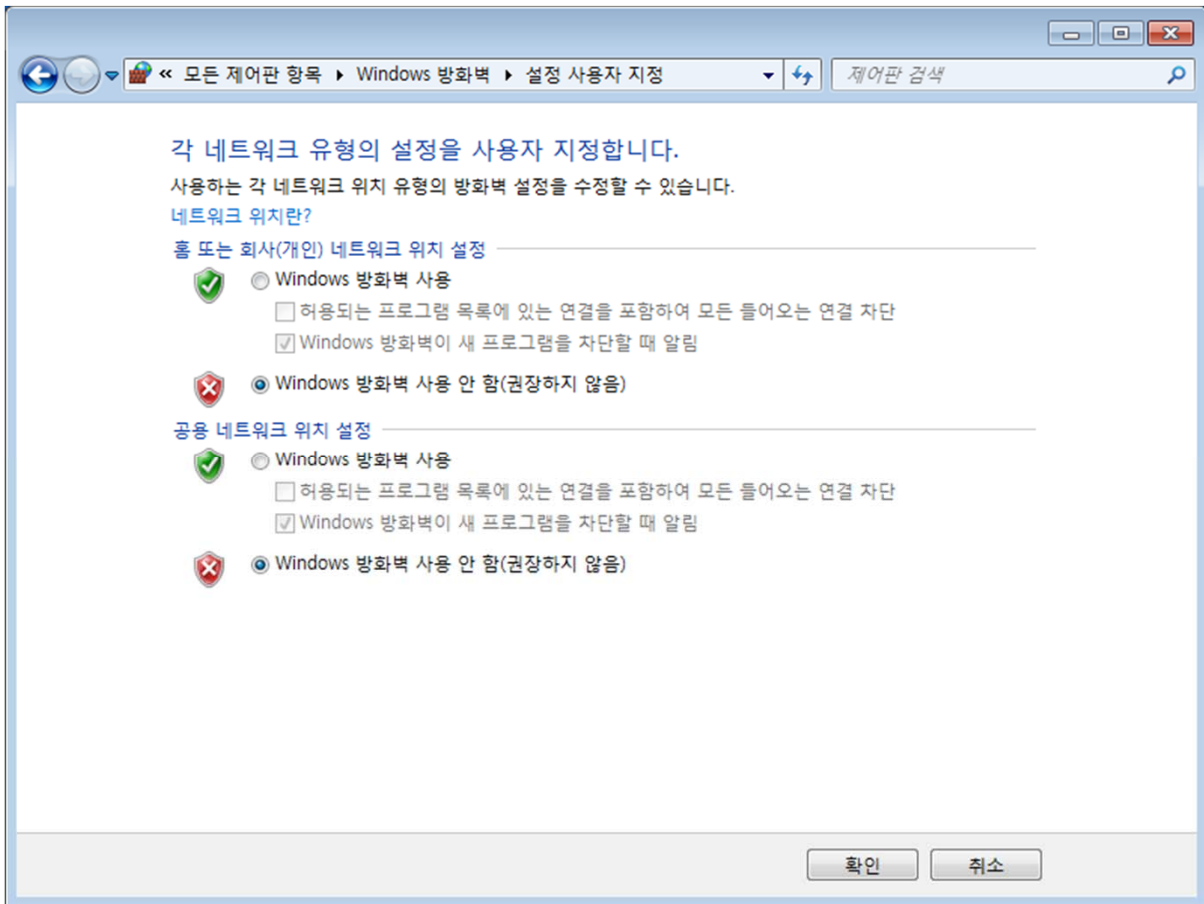 « 모든 제어판 항목 ▸ Windows 방화벽 ▸ 설정 사용자 지정
제어판 검색
각 네트워크 유형의 설정을 사용자 지정합니다.
사용하는 각 네트워크 위치 유형의 방화벽 설정을 수정할 수 있습니다.
네트워크 위치란?
홈 또는 회사(개인) 네트워크 위치 설정
Windows 방화벽 사용
허용되는 프로그램 목록에 있는 연결을 포함하여 모든 들어오는 연결 차단
Windows 방화벽이 새 프로그램을 차단할 때 알림
Windows 방화벽 사용 안 함(권장하지 않음)
공용 네트워크 위치 설정
Windows 방화벽 사용
허용되는 프로그램 목록에 있는 연결을 포함하여 모든 들어오는 연결 차단
Windows 방화벽이 새 프로그램을 차단할 때 알림
Windows 방화벽 사용 안 함(권장하지 않음)
확인
취소